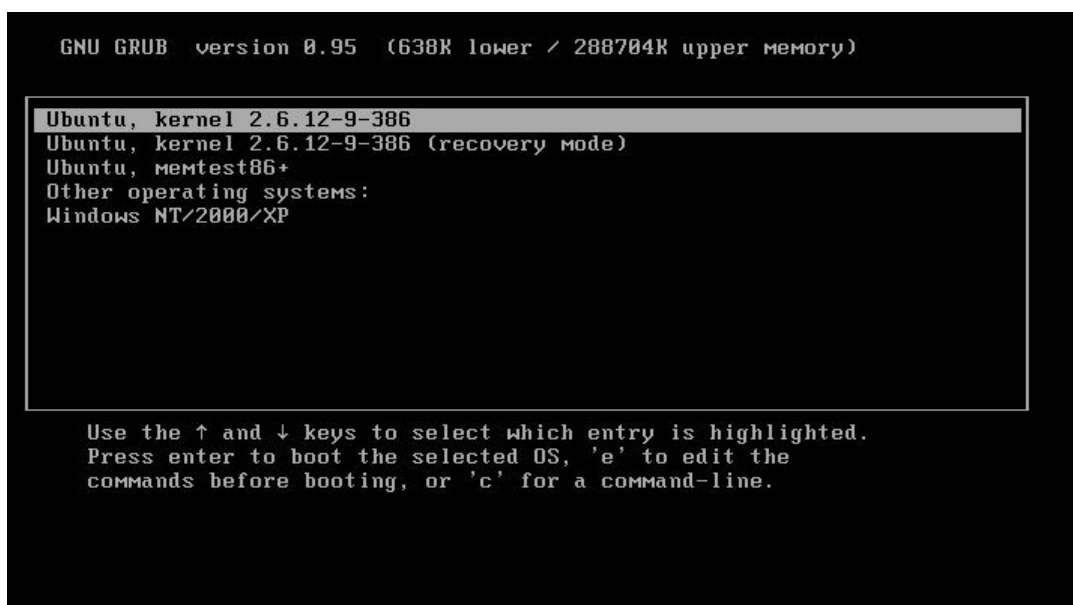 GNU GRUB  version 0.95  (638K lower / 288704K upper memory)
Ubuntu, kernel 2.6.12-9-386
Ubuntu, kernel 2.6.12-9-386 (recovery mode)
Ubuntu, memtest86+
Other operating systems:
Windows NT/2000/XP
Use the ↑ and ↓ keys to select which entry is highlighted.
Press enter to boot the selected OS, 'e' to edit the
commands before booting, or 'c' for a command-line.